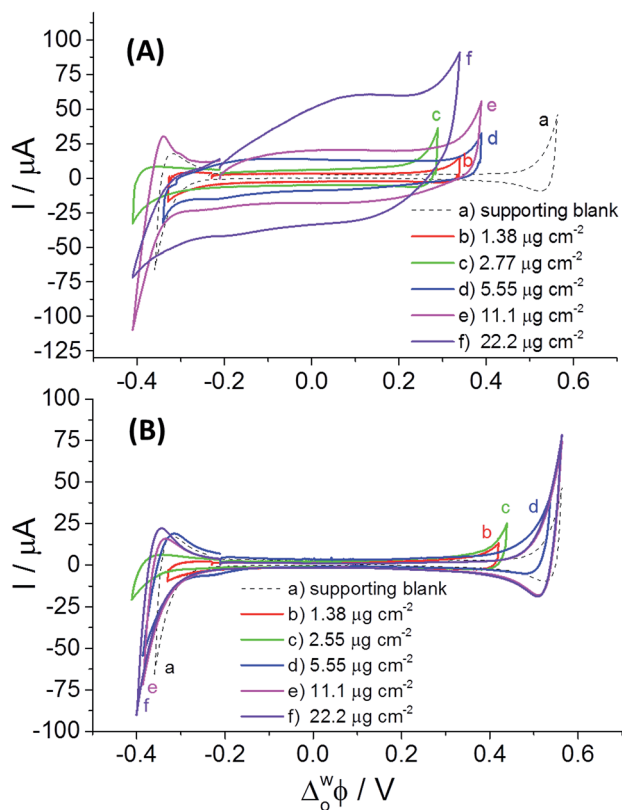 (A)
I / μA
100
75
50
25
0
-25
-50
-75
-100
-125
f
e
c
d
b
a
a) supporting blank
b) 1.38 μg cm⁻²
c) 2.77 μg cm⁻²
d) 5.55 μg cm⁻²
e) 11.1 μg cm⁻²
f) 22.2 μg cm⁻²
-0.4 -0.2 0.0 0.2 0.4 0.6
(B)
I / μA
100
75
50
25
0
-25
-50
-75
-100
b
c
d
a
e
f
a) supporting blank
b) 1.38 μg cm⁻²
c) 2.55 μg cm⁻²
d) 5.55 μg cm⁻²
e) 11.1 μg cm⁻²
f) 22.2 μg cm⁻²
-0.4 -0.2 0.0 0.2 0.4 0.6
Δ<sub>o</sub><sup>w</sup>ϕ / V